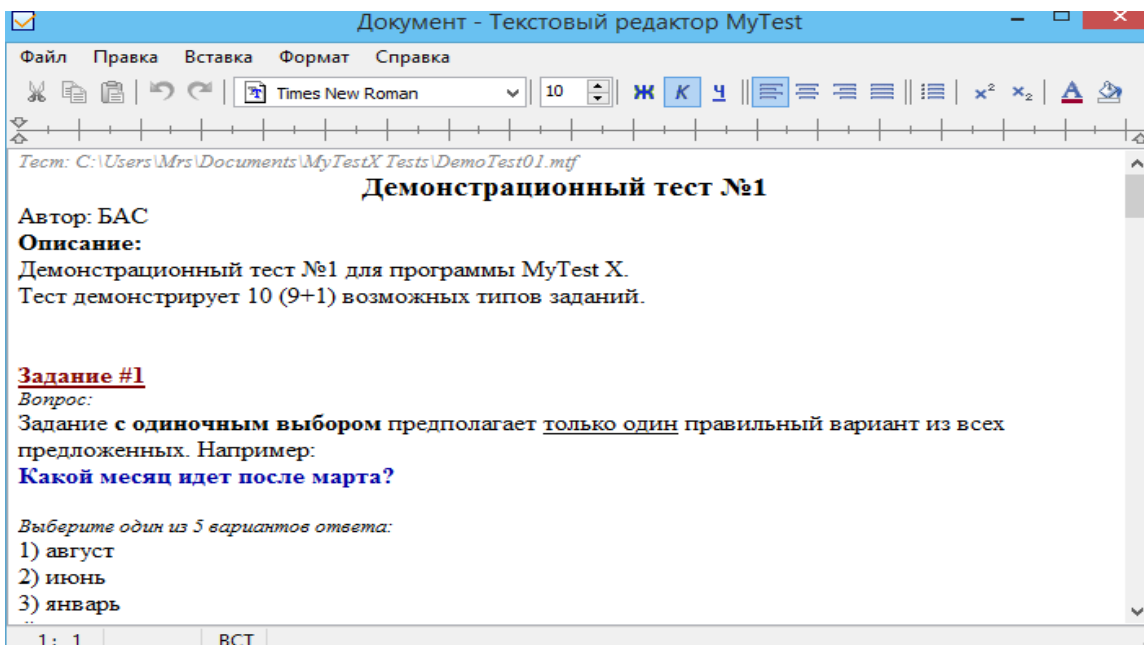 Документ - Текстовый редактор MyTest
Файл Правка Вставка Формат Справка
Times New Roman 10 Ж К Ч x² x₂ A
Тест: C:\Users\Mrs\Documents\MyTestX Tests\DemoTest01.mtf
Демонстрационный тест №1
Автор: БАС
Описание:
Демонстрационный тест №1 для программы MyTest X.
Тест демонстрирует 10 (9+1) возможных типов заданий.
Задание #1
Вопрос:
Задание с одиночным выбором предполагает только один правильный вариант из всех
предложенных. Например:
Какой месяц идет после марта?
Выберите один из 5 вариантов ответа:
1) август
2) июнь
3) январь
1: 1 ВСТ